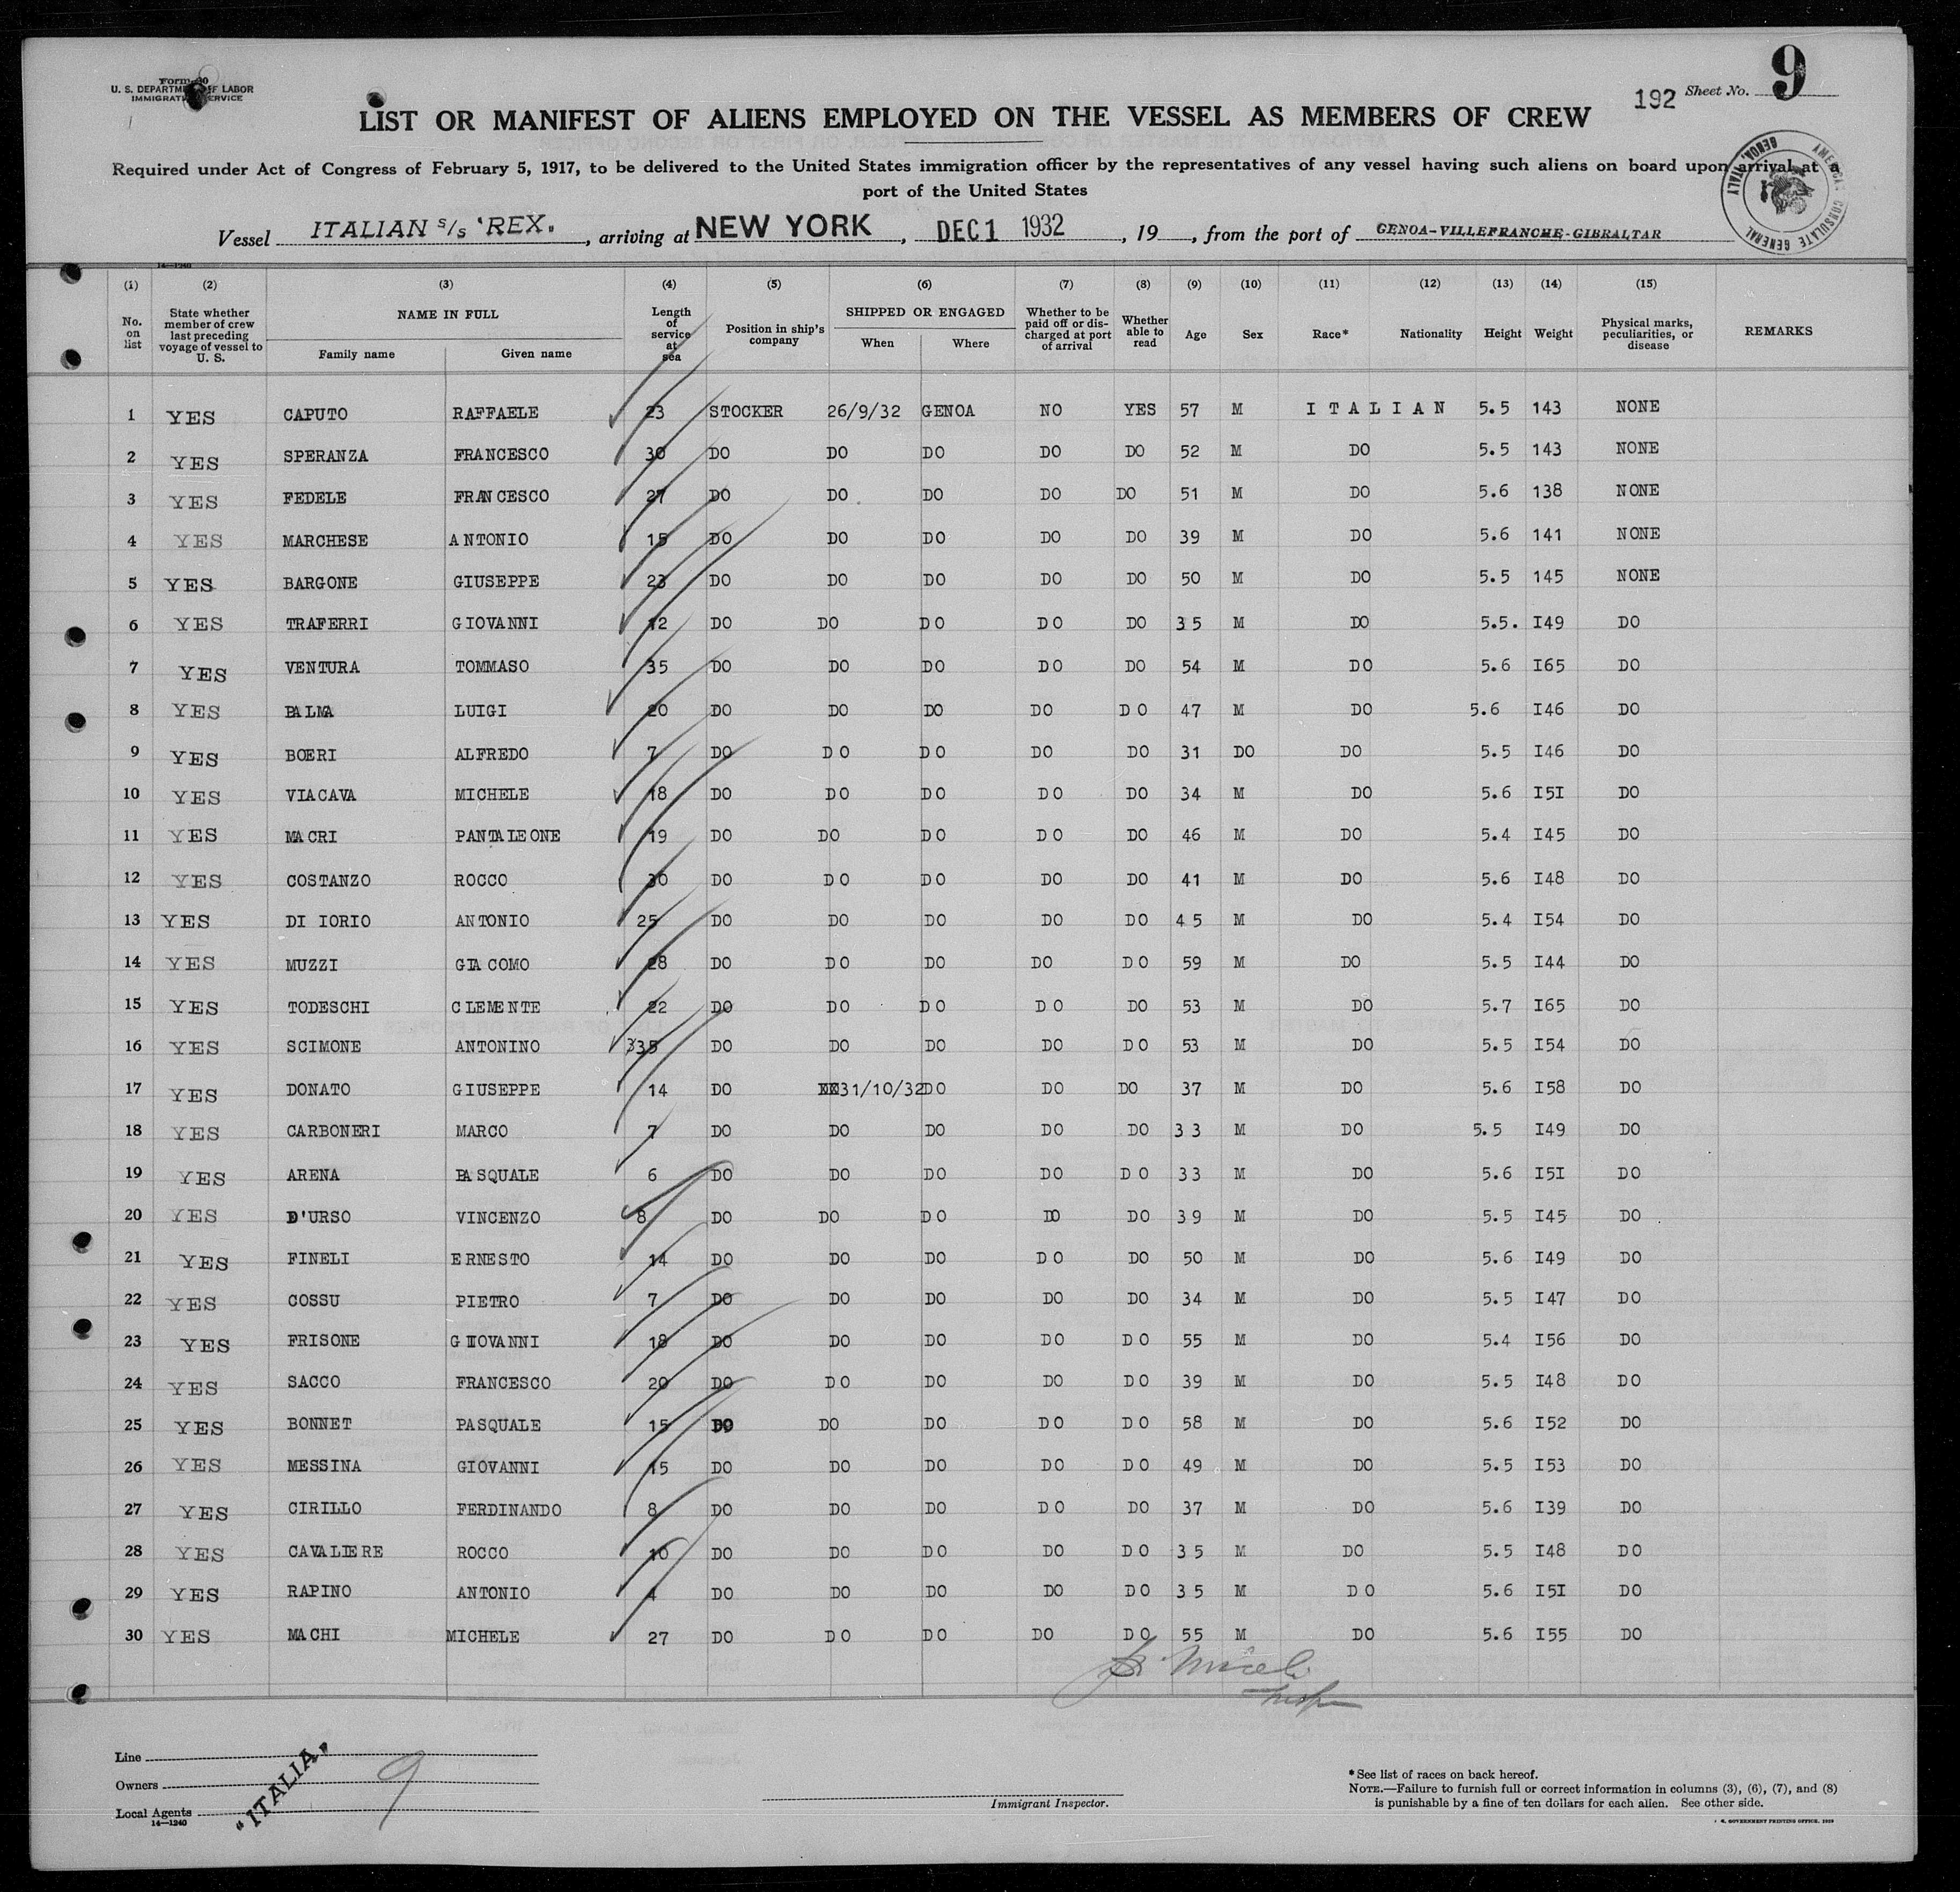 Form 680
U. S. DEPARTMENT OF LABOR
IMMIGRATION SERVICE
192 Sheet No. 9
LIST OR MANIFEST OF ALIENS EMPLOYED ON THE VESSEL AS MEMBERS OF CREW
Required under Act of Congress of February 5, 1917, to be delivered to the United States immigration officer by the representatives of any vessel having such aliens on board upon arrival at a
port of the United States
AMERICAN CONSULATE GENERAL GENOA, ITALY
Vessel ITALIAN s/s "REX", arriving at NEW YORK, DEC 1 1932, 19 , from the port of GENOA-VILLEFRANCHE-GIBRALTAR
14—1240
(1) (2) (3) (4) (5) (6) (7) (8) (9) (10) (11) (12) (13) (14) (15)
No. on list State whether member of crew last preceding voyage of vessel to U. S. NAME IN FULL Family name Given name Length of service at sea Position in ship's company SHIPPED OR ENGAGED When Where Whether to be paid off or discharged at port of arrival Whether able to read Age Sex Race* Nationality Height Weight Physical marks, peculiarities, or disease REMARKS
1 YES CAPUTO RAFFAELE 23 STOCKER 26/9/32 GENOA NO YES 57 M ITALIAN 5.5 143 NONE
2 YES SPERANZA FRANCESCO 30 DO DO DO DO DO 52 M DO 5.5 143 NONE
3 YES FEDELE FRANCESCO 27 DO DO DO DO DO 51 M DO 5.6 138 NONE
4 YES MARCHESE ANTONIO 15 DO DO DO DO DO 39 M DO 5.6 141 NONE
5 YES BARGONE GIUSEPPE 23 DO DO DO DO DO 50 M DO 5.5 145 NONE
6 YES TRAFERRI GIOVANNI 12 DO DO DO DO DO 35 M DO 5.5. I49 DO
7 YES VENTURA TOMMASO 35 DO DO DO DO DO 54 M DO 5.6 I65 DO
8 YES PALMA LUIGI 20 DO DO DO DO DO 47 M DO 5.6 I46 DO
9 YES BOERI ALFREDO 7 DO DO DO DO DO 31 DO DO 5.5 I46 DO
10 YES VIACAVA MICHELE 18 DO DO DO DO DO 34 M DO 5.6 I5I DO
11 YES MACRI PANTALEONE 19 DO DO DO DO DO 46 M DO 5.4 I45 DO
12 YES COSTANZO ROCCO 30 DO DO DO DO DO 41 M DO 5.6 I48 DO
13 YES DI IORIO ANTONIO 25 DO DO DO DO DO 45 M DO 5.4 I54 DO
14 YES MUZZI GIACOMO 28 DO DO DO DO DO 59 M DO 5.5 I44 DO
15 YES TODESCHI CLEMENTE 22 DO DO DO DO DO 53 M DO 5.7 I65 DO
16 YES SCIMONE ANTONINO 335 DO DO DO DO DO 53 M DO 5.5 I54 DO
17 YES DONATO GIUSEPPE 14 DO 31/10/32 DO DO DO 37 M DO 5.6 I58 DO
18 YES CARBONERI MARCO 7 DO DO DO DO DO 33 M DO 5.5 I49 DO
19 YES ARENA PASQUALE 6 DO DO DO DO DO 33 M DO 5.6 I5I DO
20 YES D'URSO VINCENZO 8 DO DO DO DO DO 39 M DO 5.5 I45 DO
21 YES FINELI ERNESTO 14 DO DO DO DO DO 50 M DO 5.6 I49 DO
22 YES COSSU PIETRO 7 DO DO DO DO DO 34 M DO 5.5 I47 DO
23 YES FRISONE GIOVANNI 18 DO DO DO DO DO 55 M DO 5.4 I56 DO
24 YES SACCO FRANCESCO 20 DO DO DO DO DO 39 M DO 5.5 I48 DO
25 YES BONNET PASQUALE 15 DO DO DO DO DO 58 M DO 5.6 I52 DO
26 YES MESSINA GIOVANNI 15 DO DO DO DO DO 49 M DO 5.5 I53 DO
27 YES CIRILLO FERDINANDO 8 DO DO DO DO DO 37 M DO 5.6 I39 DO
28 YES CAVALIERE ROCCO 10 DO DO DO DO DO 35 M DO 5.5 I48 DO
29 YES RAPINO ANTONIO 4 DO DO DO DO DO 35 M DO 5.6 I5I DO
30 YES MACHI MICHELE 27 DO DO DO DO DO 55 M DO 5.6 I55 DO
Line
Owners
Local Agents
"ITALIA"
9
14—1240
Immigrant Inspector.
* See list of races on back hereof.
NOTE.—Failure to furnish full or correct information in columns (3), (6), (7), and (8)
is punishable by a fine of ten dollars for each alien. See other side.
GOVERNMENT PRINTING OFFICE